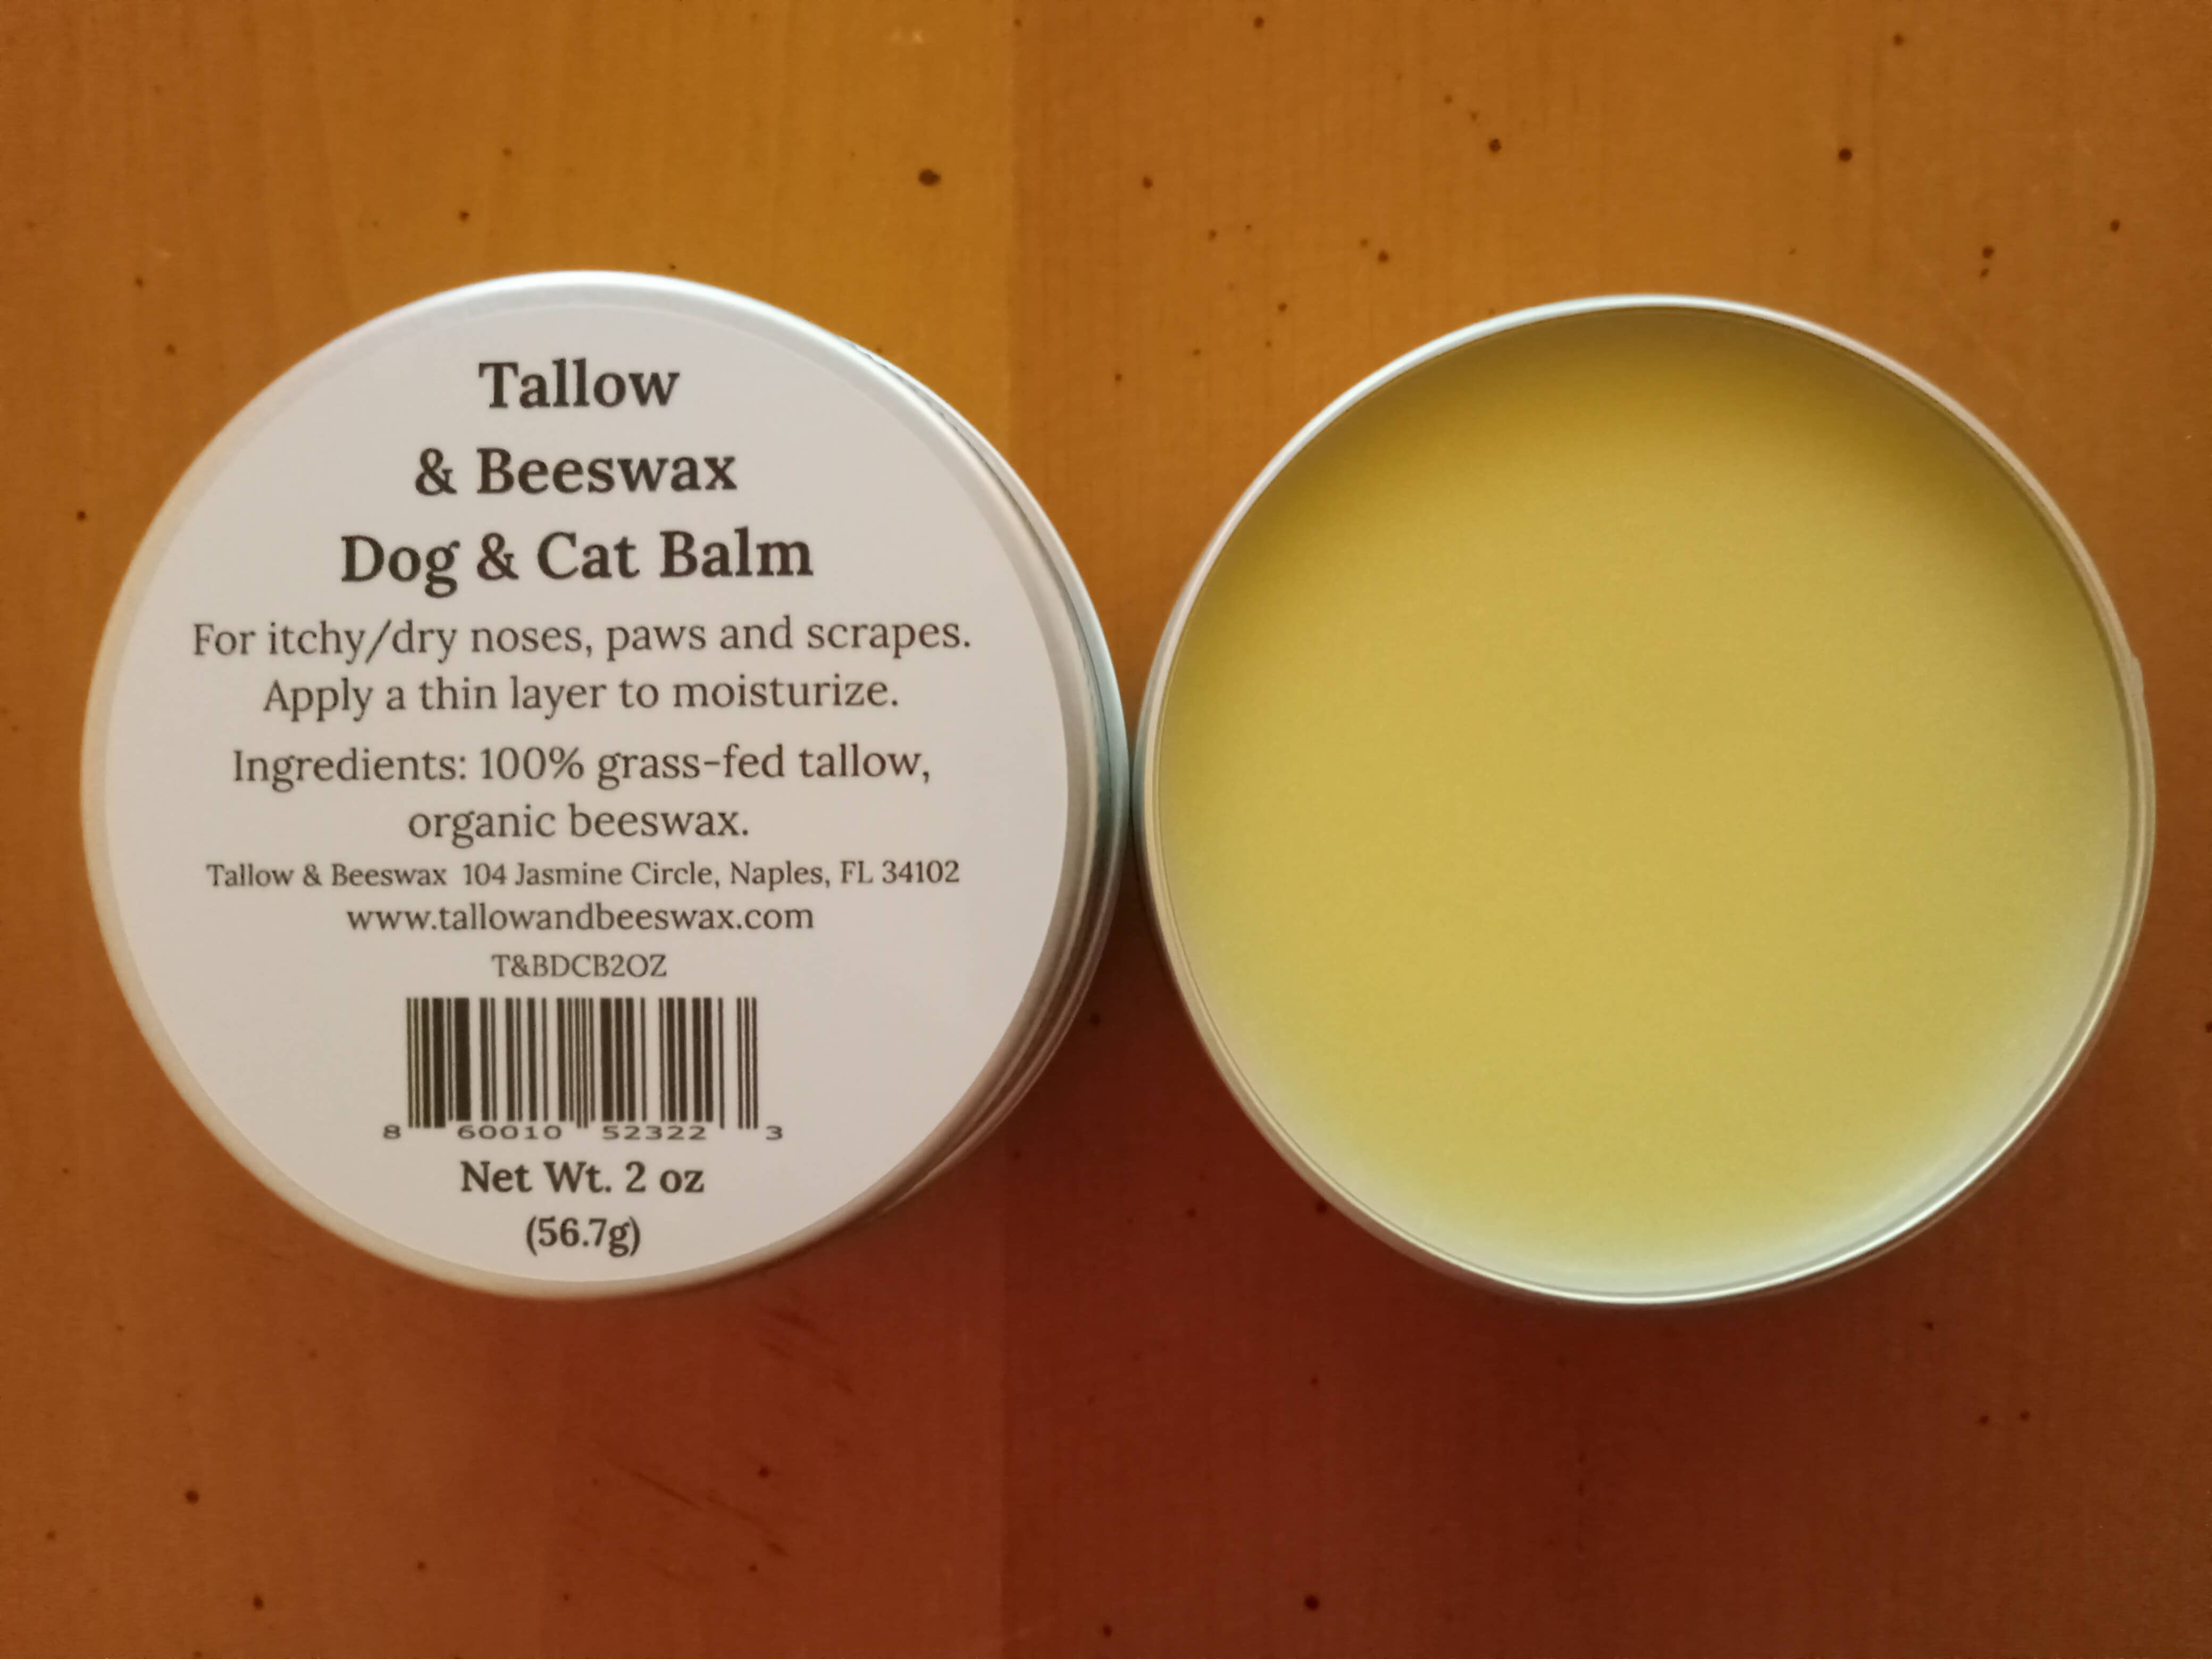 Tallow
& Beeswax
Dog & Cat Balm
For itchy/dry noses, paws and scrapes.
Apply a thin layer to moisturize.
Ingredients: 100% grass-fed tallow,
organic beeswax.
Tallow & Beeswax 104 Jasmine Circle, Naples, FL 34102
www.tallowandbeeswax.com
T&BDCB2OZ
8 60010 52322 3
Net Wt. 2 oz
(56.7g)